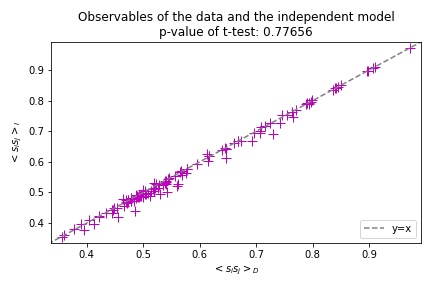 Observables of the data and the independent model
p-value of t-test: 0.77656
< sᵢsⱼ >ᵢ
0.9
0.8
0.7
0.6
0.5
0.4
y=x
0.4 0.5 0.6 0.7 0.8 0.9
< sᵢsⱼ >D